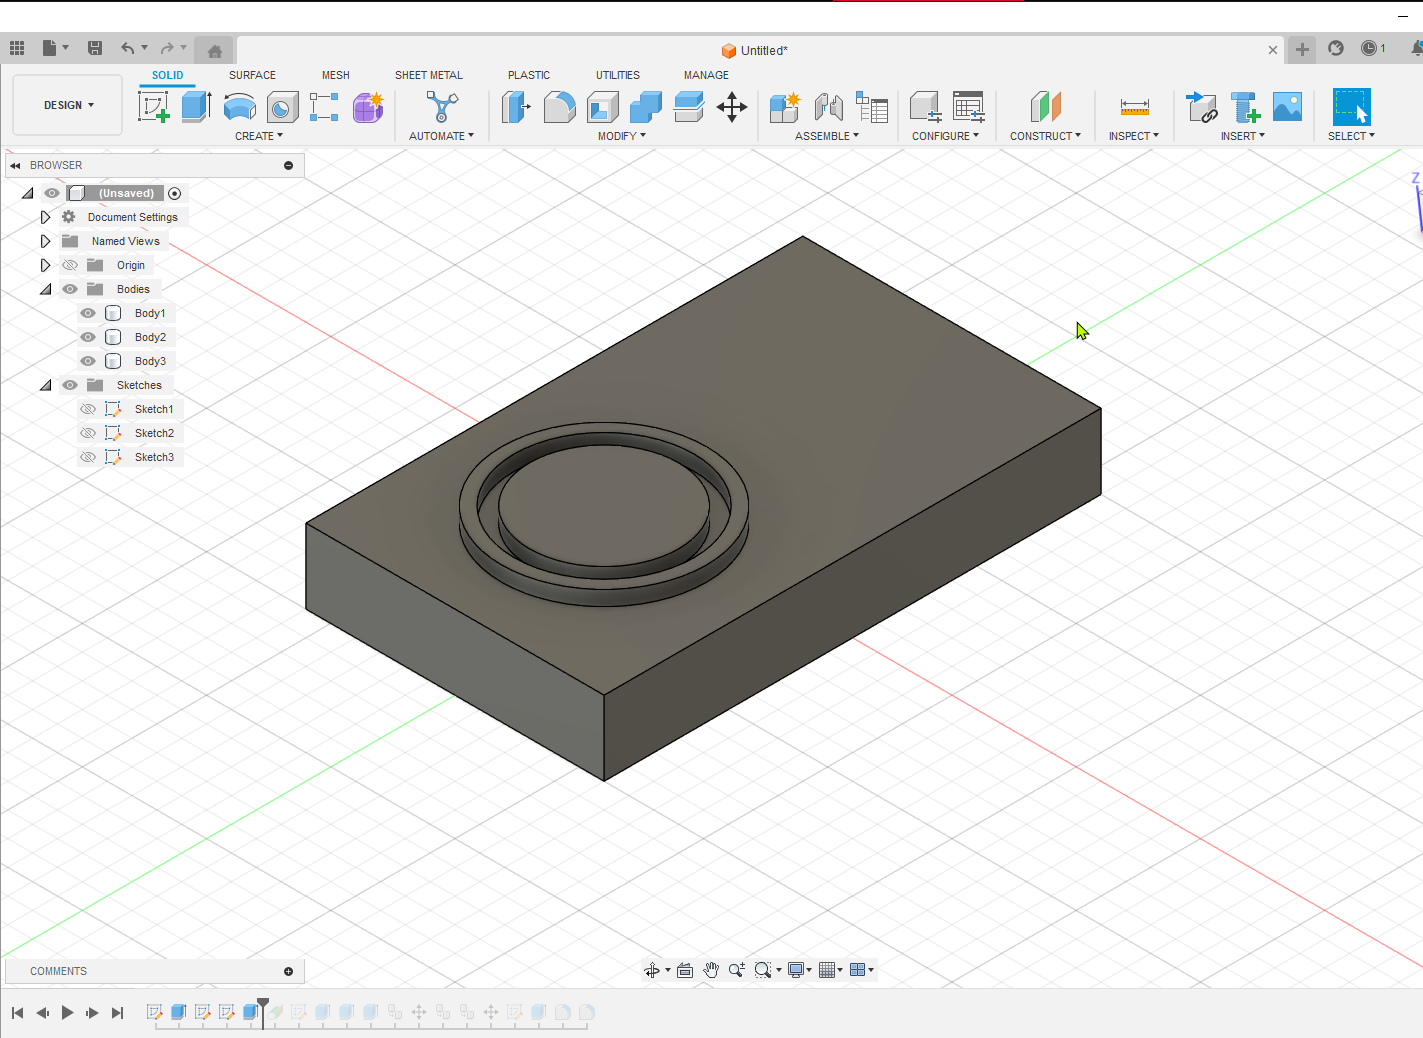 Untitled*
1
DESIGN
SOLID SURFACE MESH SHEET METAL PLASTIC UTILITIES MANAGE
CREATE AUTOMATE MODIFY ASSEMBLE CONFIGURE CONSTRUCT INSPECT INSERT SELECT
BROWSER
(Unsaved)
Document Settings
Named Views
Origin
Bodies
Body1
Body2
Body3
Sketches
Sketch1
Sketch2
Sketch3
Z
COMMENTS